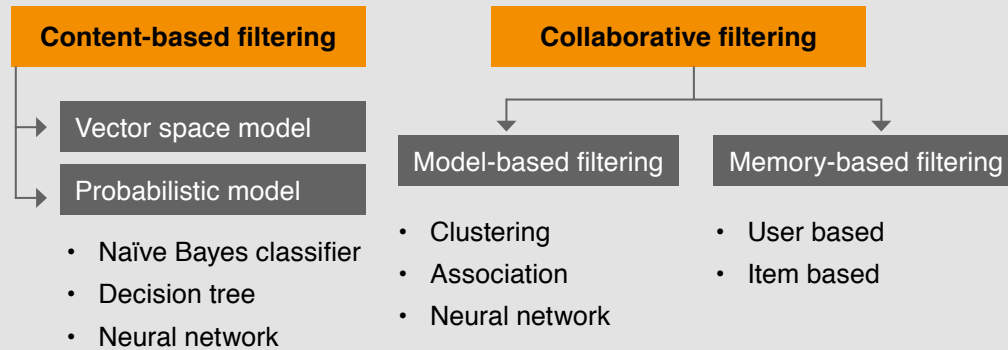 Content-based filtering
Vector space model
Probabilistic model
• Naïve Bayes classifier
• Decision tree
• Neural network
Collaborative filtering
Model-based filtering
• Clustering
• Association
• Neural network
Memory-based filtering
• User based
• Item based